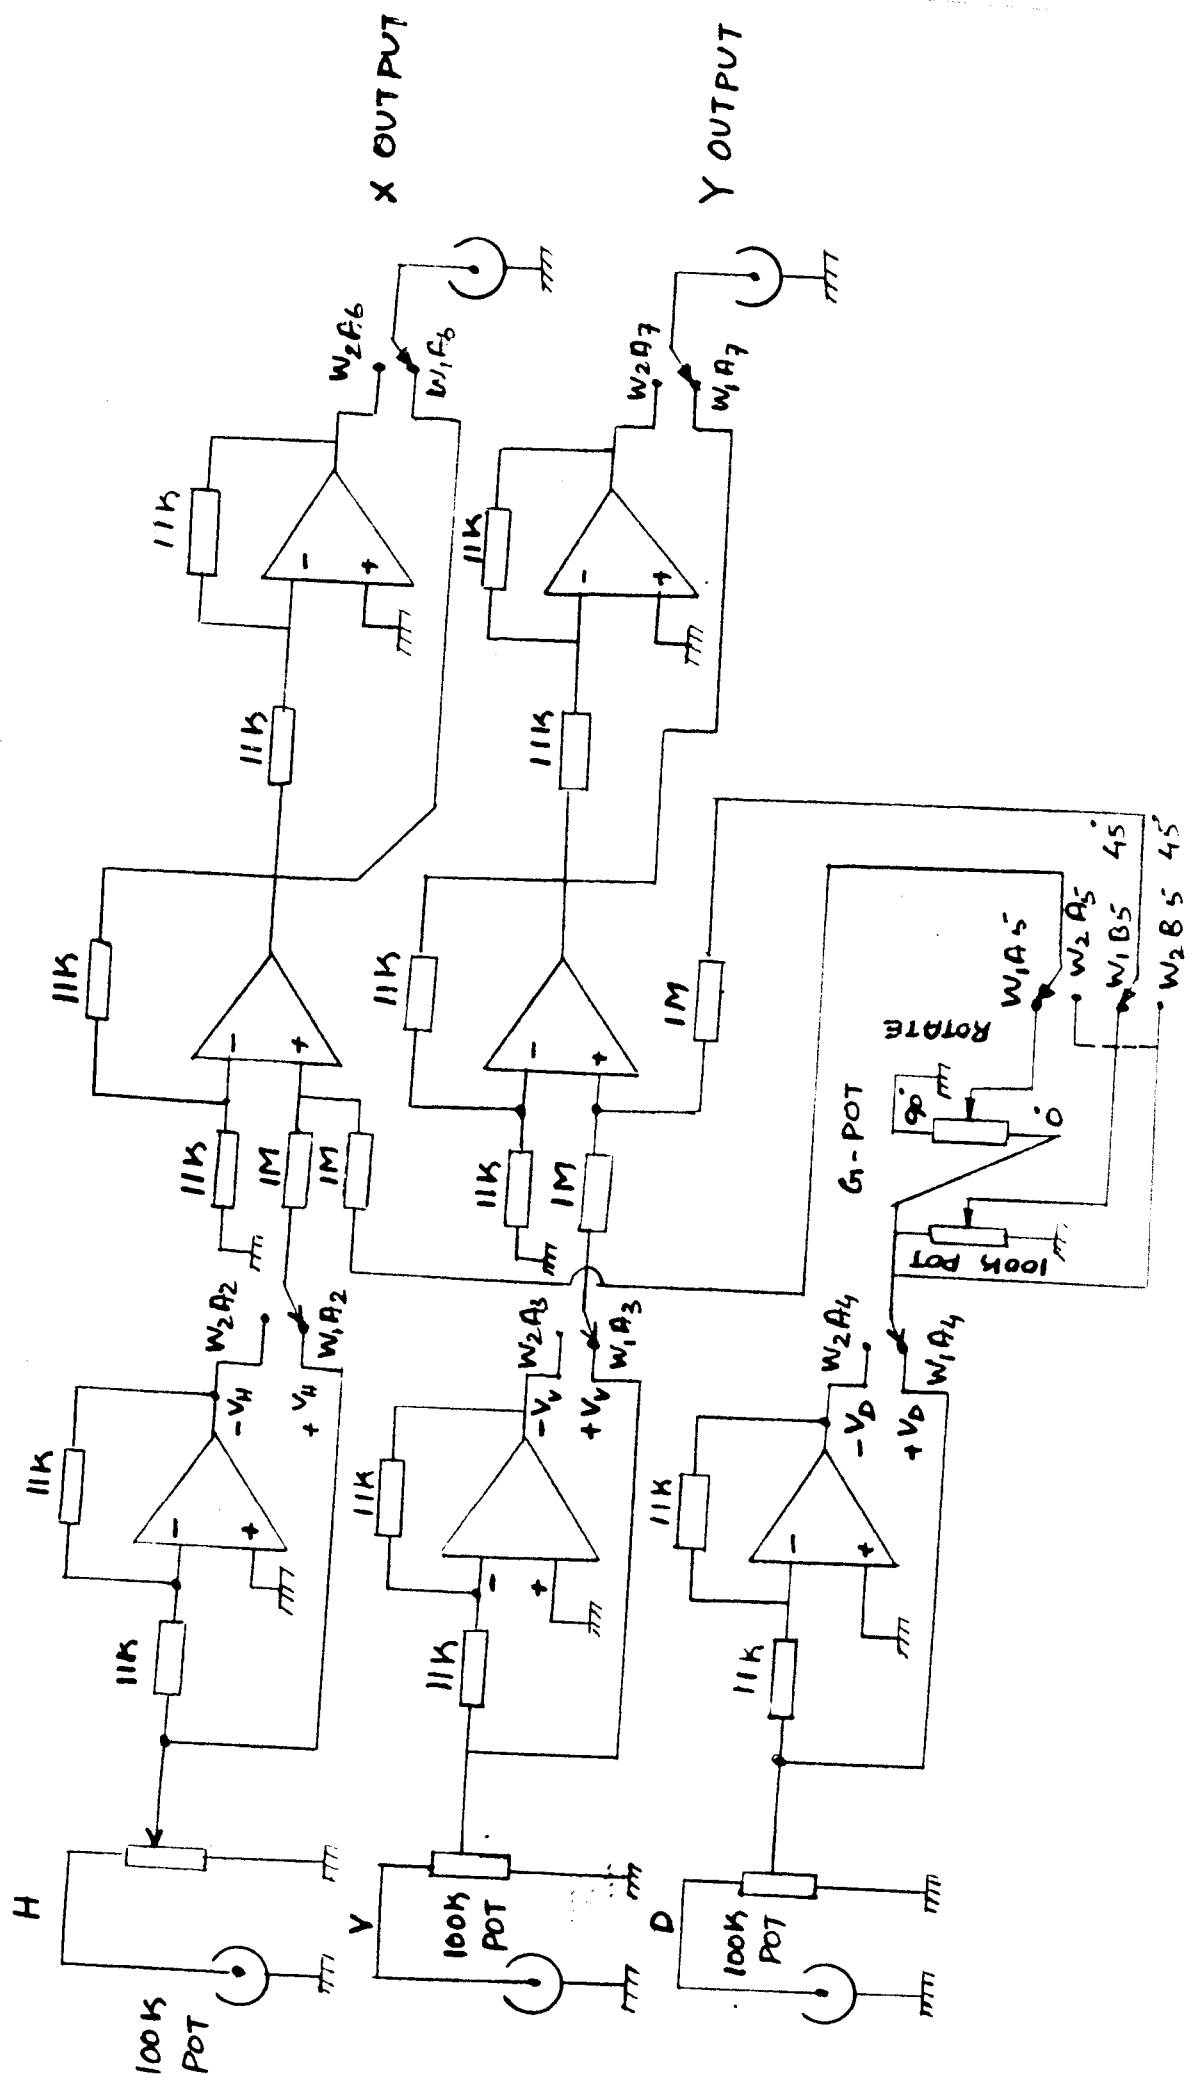 H
100K
POT
11K
11K
-
+
-VH
+VH
W2A2
W1A2
11K
1M
1M
11K
-
+
11K
11K
-
+
W2A6
W1A6
X OUTPUT
V
100K
POT
11K
11K
-
+
-VV
+VV
W2A3
W1A3
11K
1M
11K
-
+
1M
11K
11K
-
+
W2A7
W1A7
Y OUTPUT
D
100K
POT
11K
11K
-
+
-VD
+VD
W2A4
W1A4
100K POT
G-POT
90°
0°
ROTATE
W1A5
W2A5
W1B5 45°
W2B5 45°